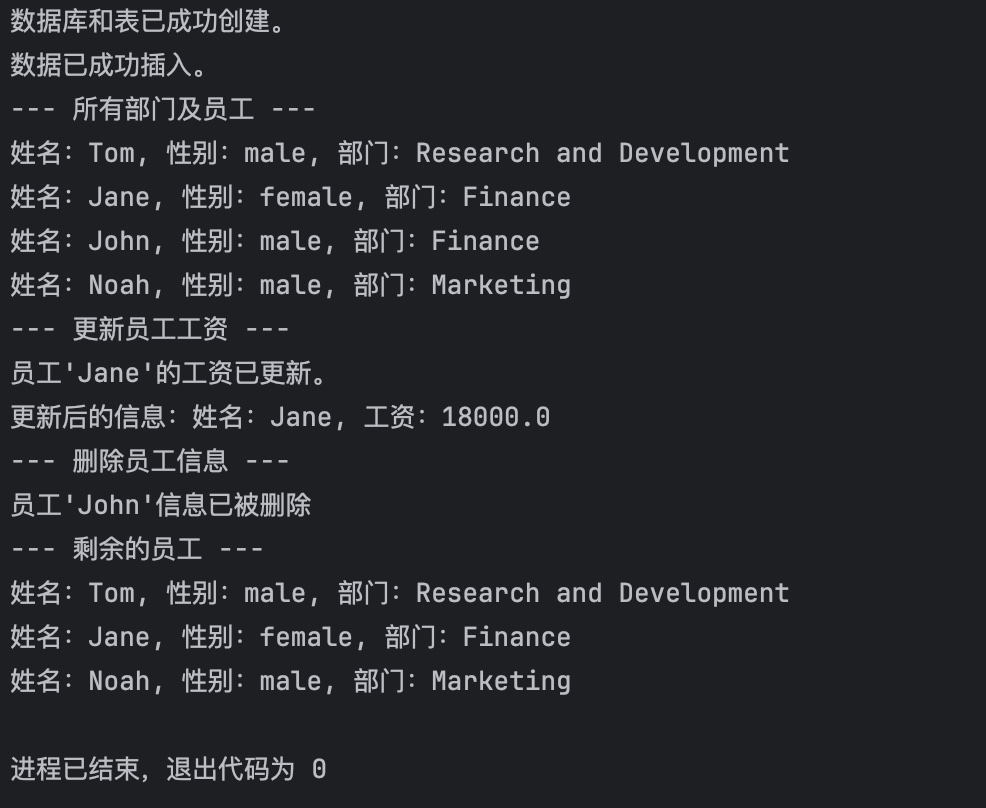 数据库和表已成功创建。
数据已成功插入。
--- 所有部门及员工 ---
姓名：Tom, 性别：male, 部门：Research and Development
姓名：Jane, 性别：female, 部门：Finance
姓名：John, 性别：male, 部门：Finance
姓名：Noah, 性别：male, 部门：Marketing
--- 更新员工工资 ---
员工'Jane'的工资已更新。
更新后的信息：姓名：Jane, 工资：18000.0
--- 删除员工信息 ---
员工'John'信息已被删除
--- 剩余的员工 ---
姓名：Tom, 性别：male, 部门：Research and Development
姓名：Jane, 性别：female, 部门：Finance
姓名：Noah, 性别：male, 部门：Marketing
进程已结束，退出代码为 0